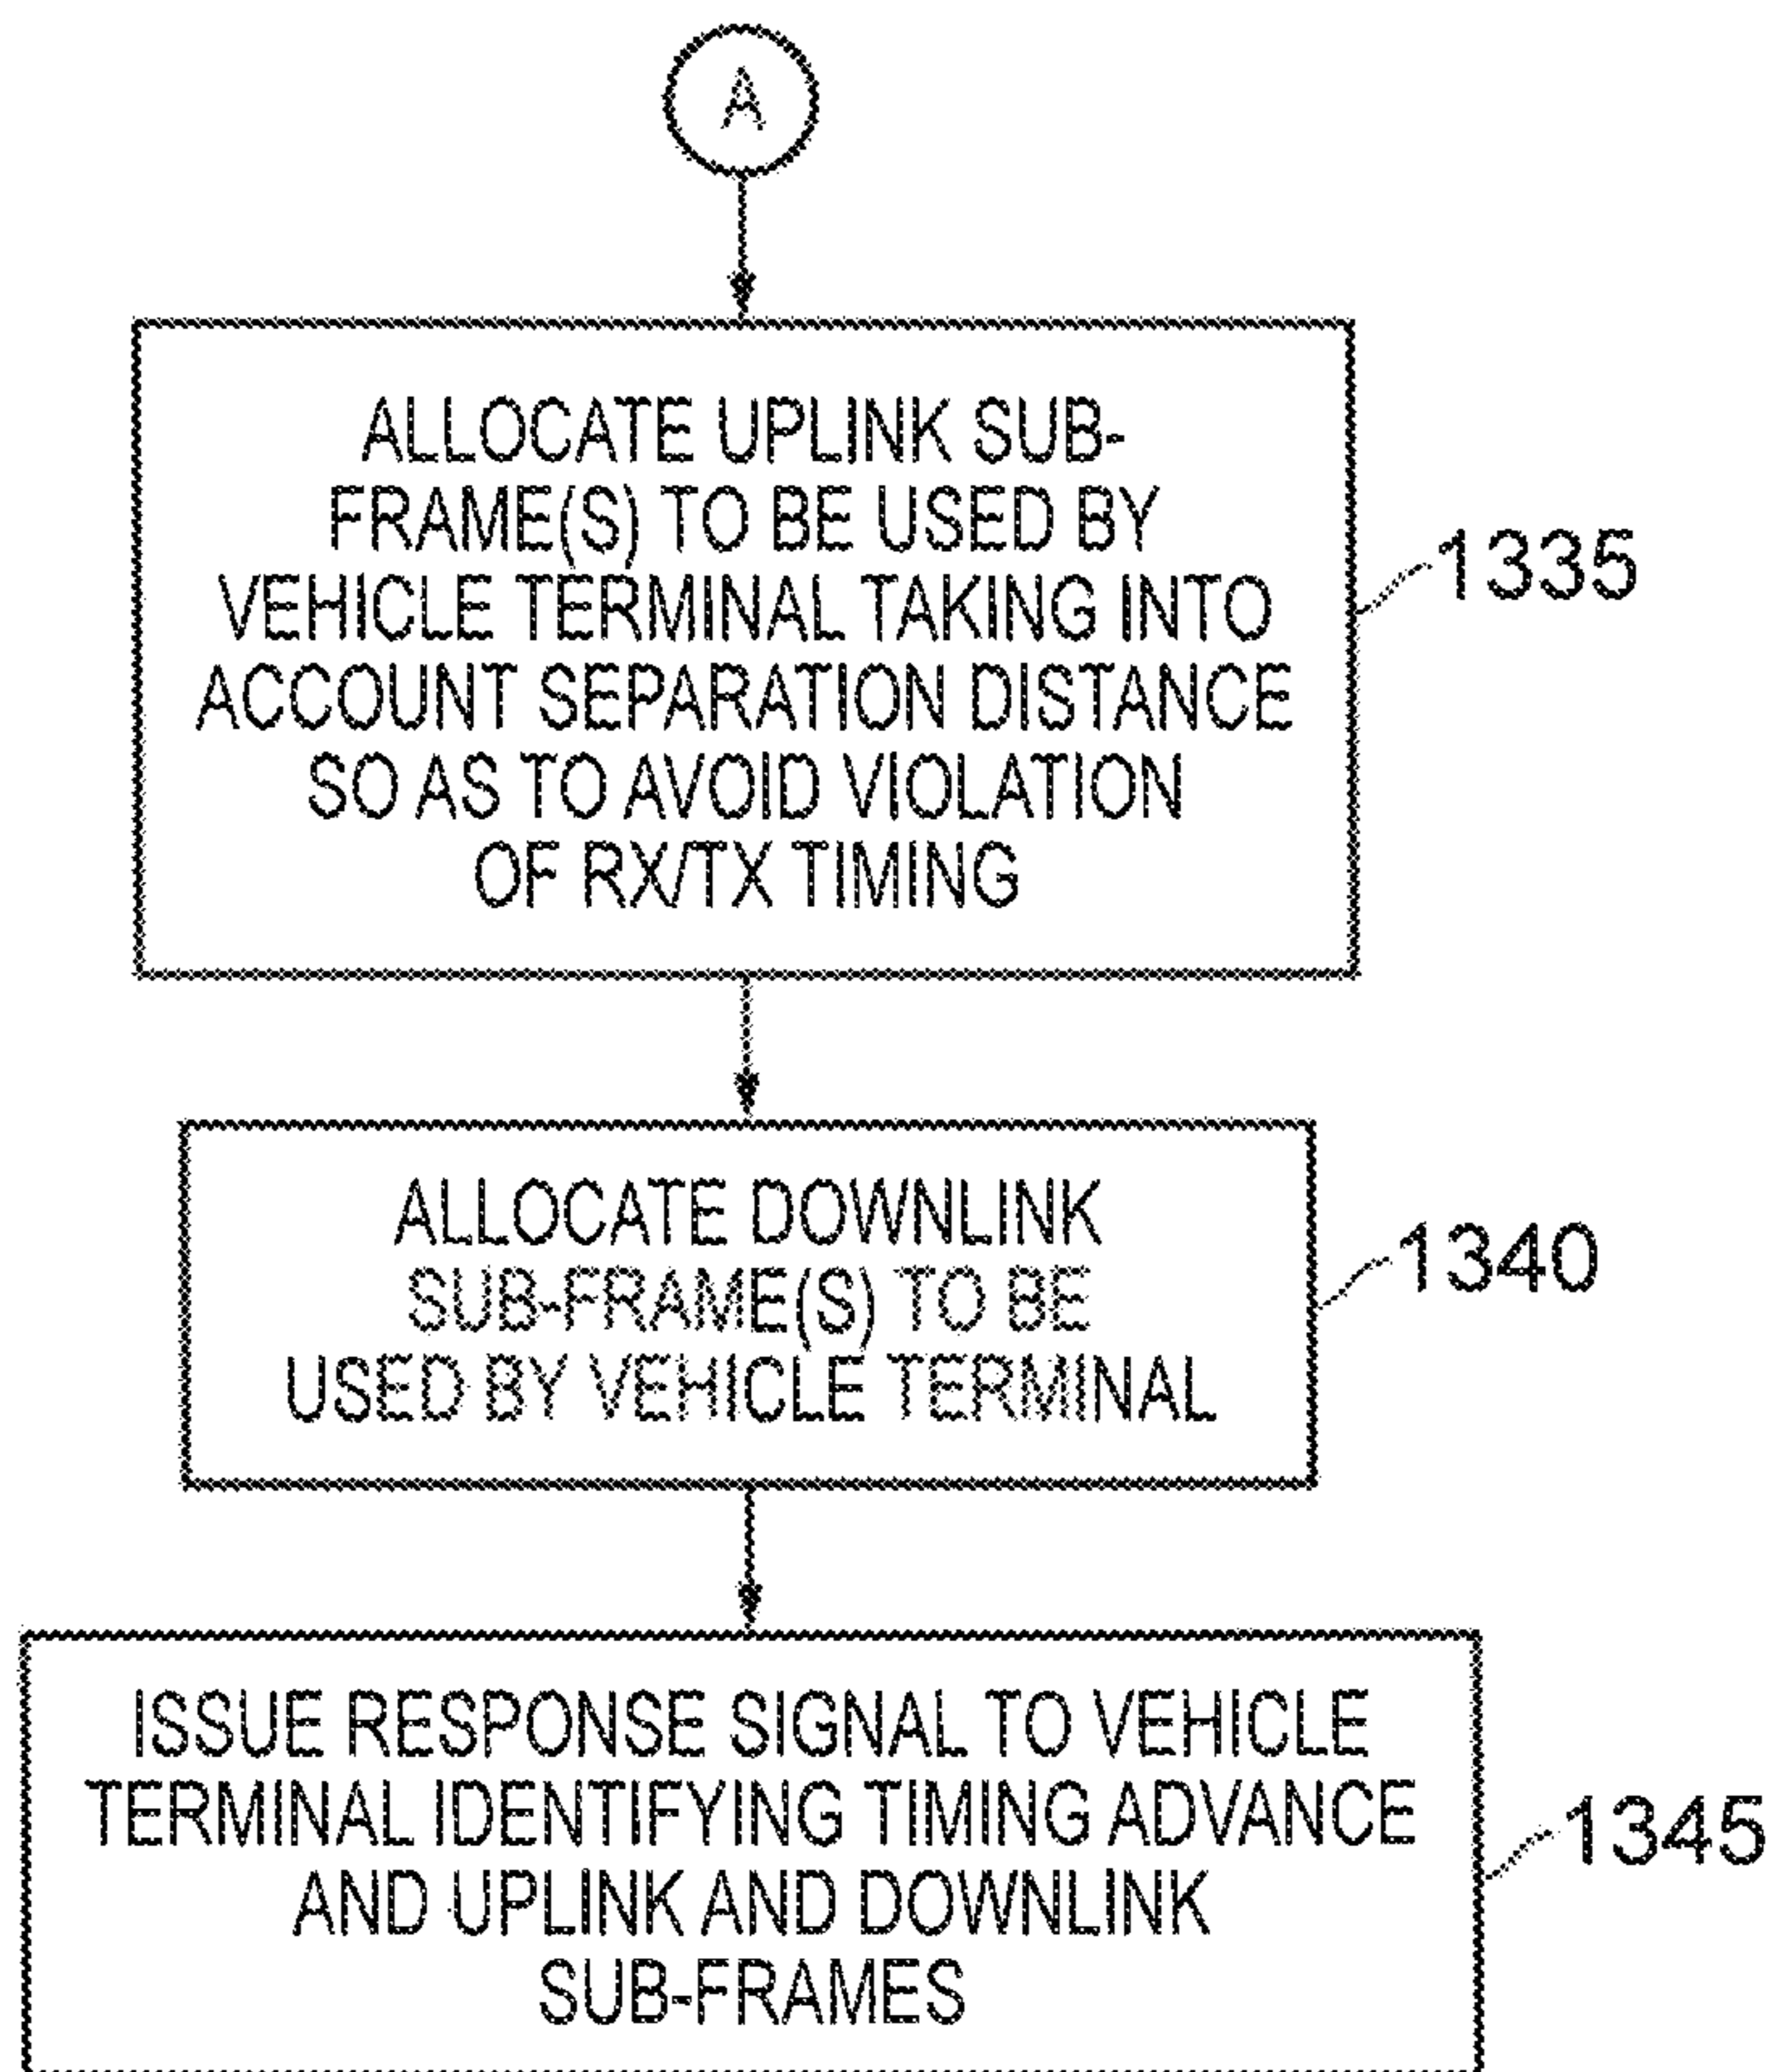 A
ALLOCATE UPLINK SUB-
FRAME(S) TO BE USED BY
VEHICLE TERMINAL TAKING INTO
ACCOUNT SEPARATION DISTANCE
SO AS TO AVOID VIOLATION
OF RX/TX TIMING
1335
ALLOCATE DOWNLINK
SUB-FRAME(S) TO BE
USED BY VEHICLE TERMINAL
1340
ISSUE RESPONSE SIGNAL TO VEHICLE
TERMINAL IDENTIFYING TIMING ADVANCE
AND UPLINK AND DOWNLINK
SUB-FRAMES
1345